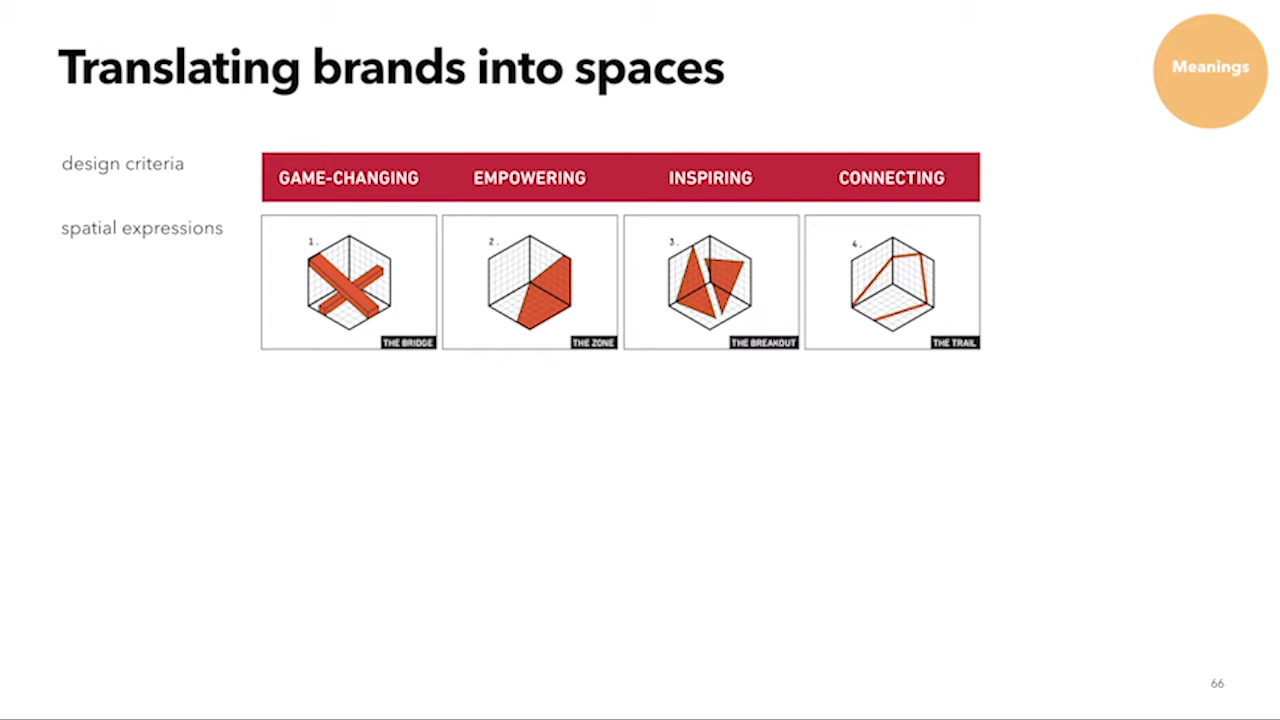 Translating brands into spaces
Meanings
design criteria
GAME-CHANGING
EMPOWERING
INSPIRING
CONNECTING
spatial expressions
1.
THE BRIDGE
2.
THE ZONE
3.
THE BREAKOUT
4.
THE TRAIL
66